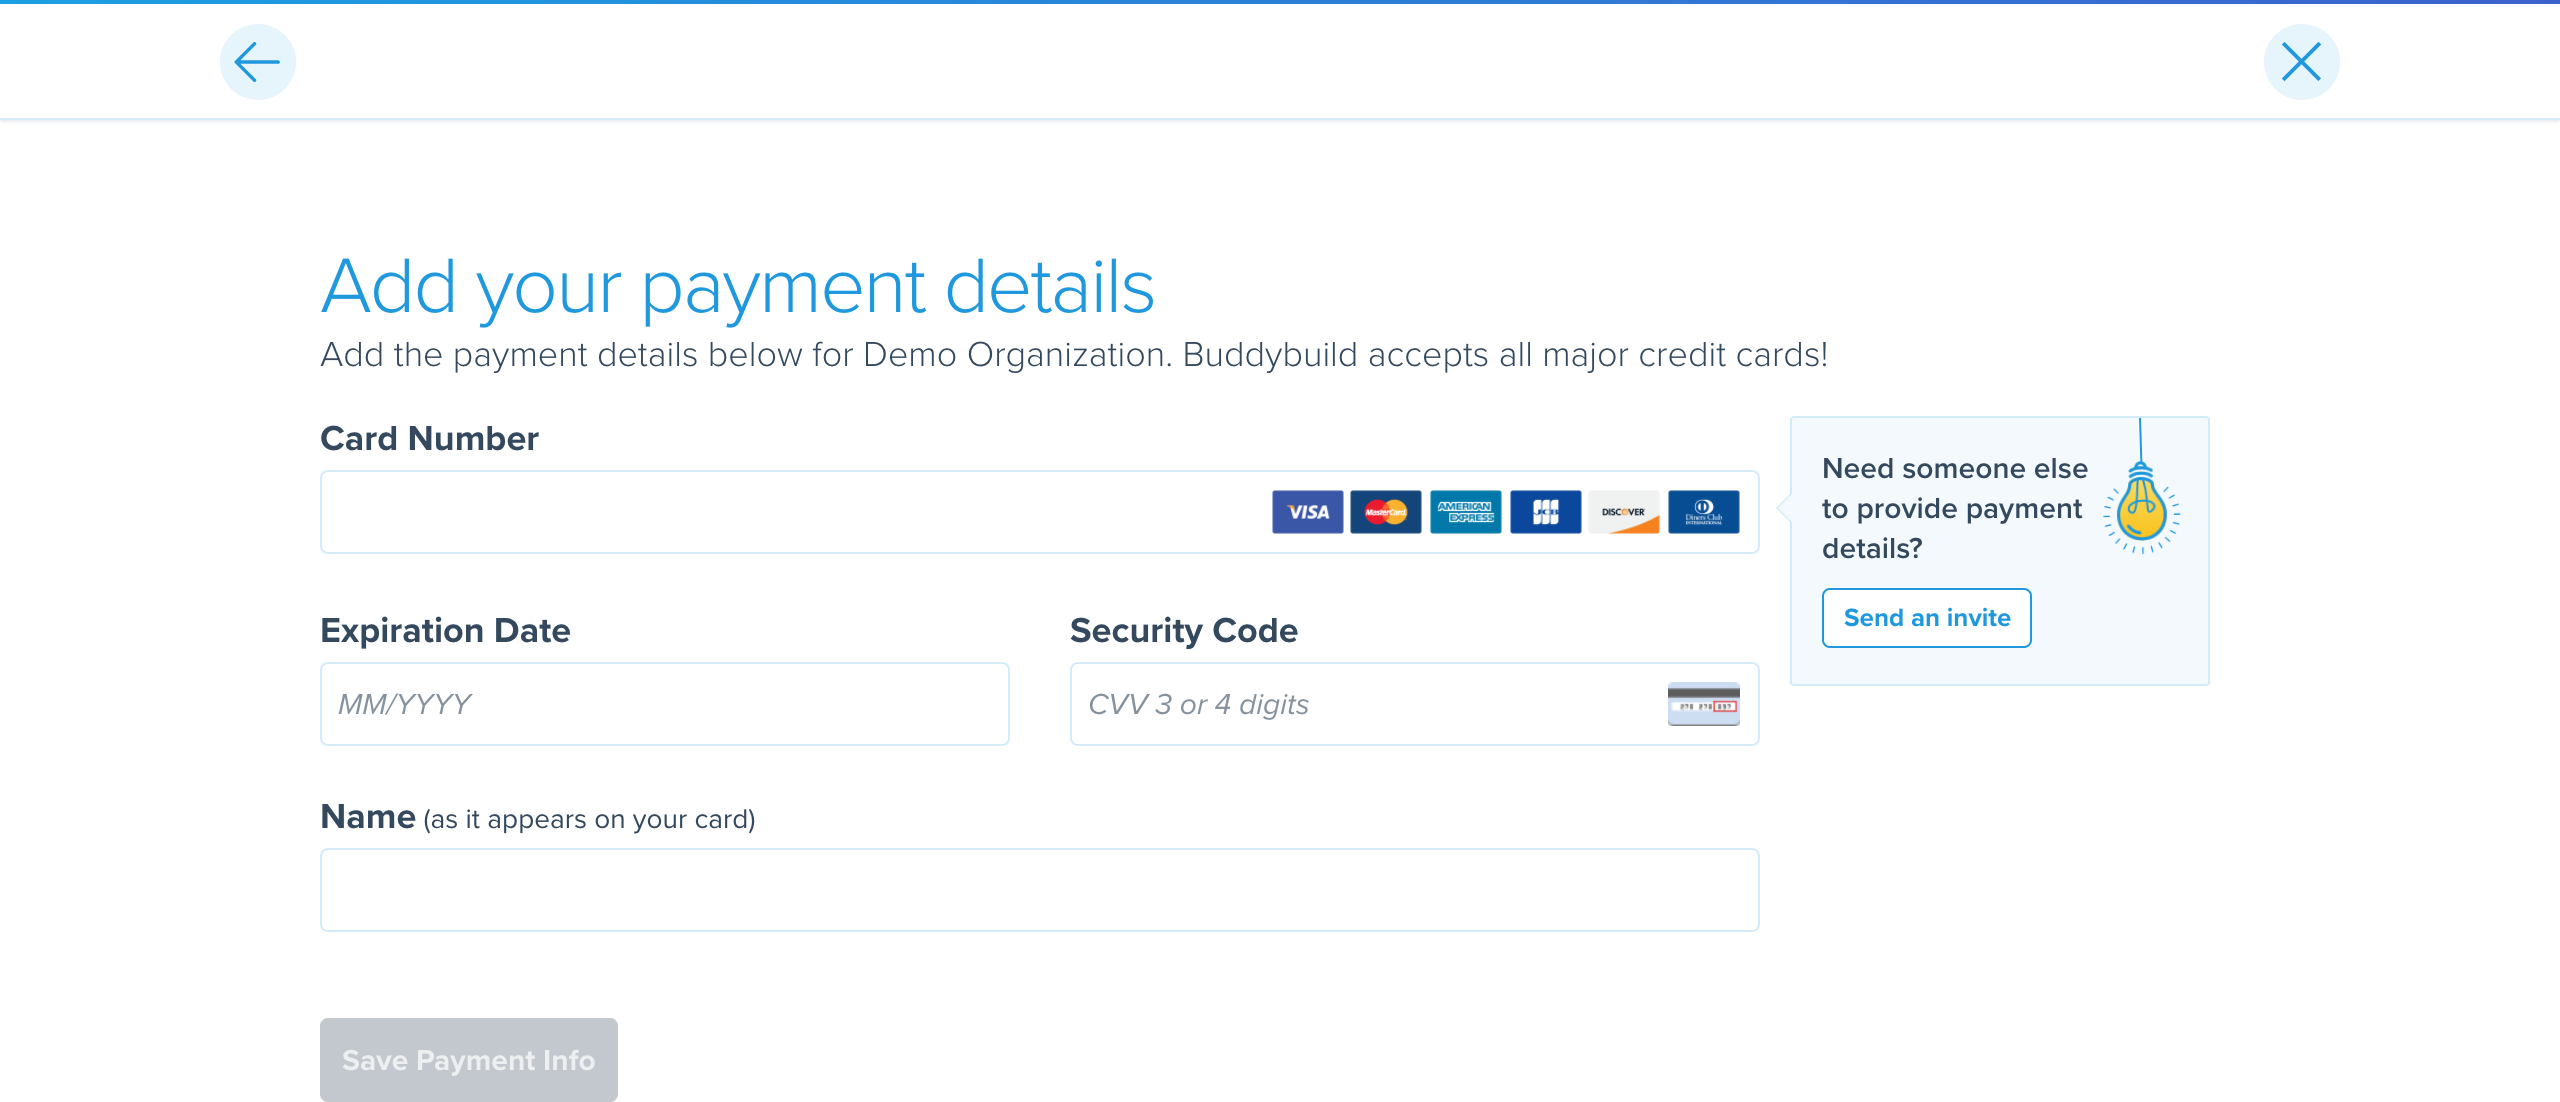 Add your payment details
Add the payment details below for Demo Organization. Buddybuild accepts all major credit cards!
Card Number
VISA MasterCard AMERICAN EXPRESS JCB DISCOVER Diners Club INTERNATIONAL
Need someone else
to provide payment
details?
Send an invite
Expiration Date
MM/YYYY
Security Code
CVV 3 or 4 digits
Name (as it appears on your card)
Save Payment Info